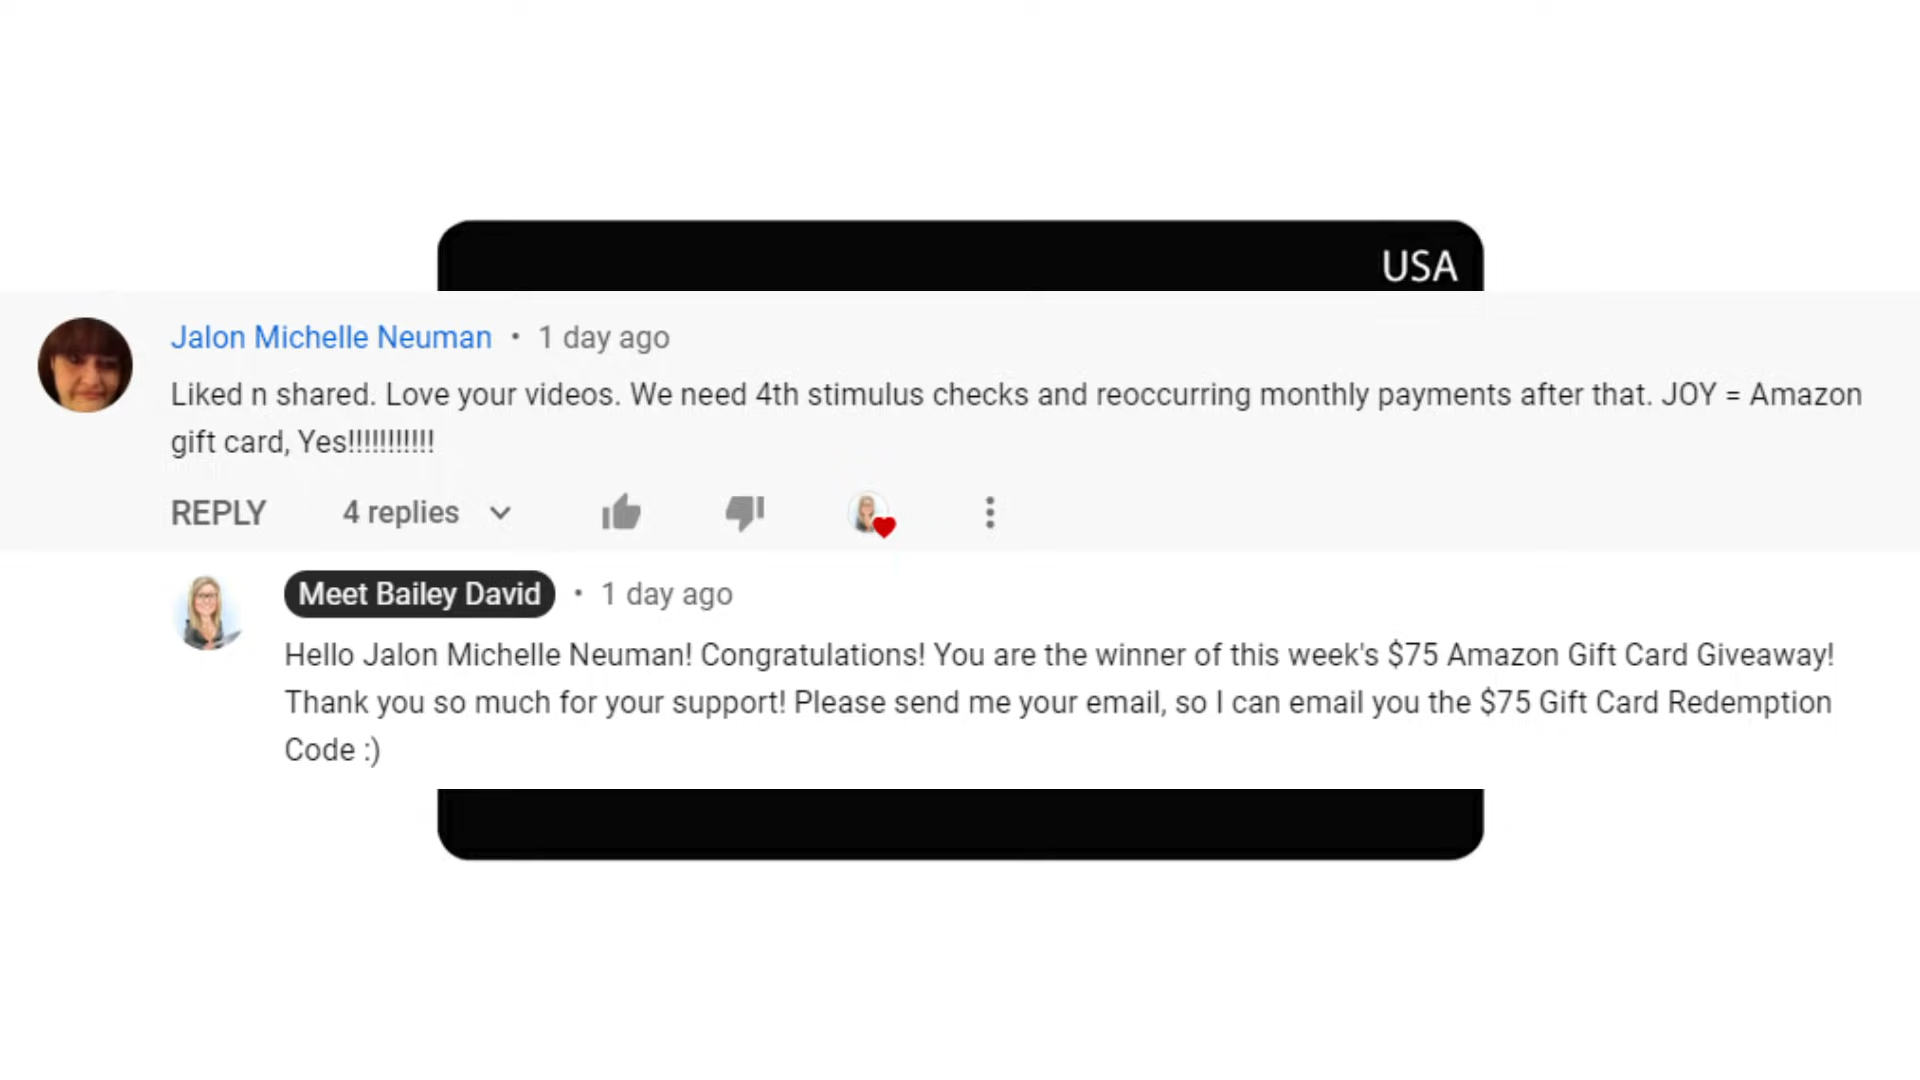 USA
Jalon Michelle Neuman • 1 day ago
Liked n shared. Love your videos. We need 4th stimulus checks and reoccurring monthly payments after that. JOY = Amazon
gift card, Yes!!!!!!!!!!!
REPLY 4 replies
Meet Bailey David • 1 day ago
Hello Jalon Michelle Neuman! Congratulations! You are the winner of this week's $75 Amazon Gift Card Giveaway!
Thank you so much for your support! Please send me your email, so I can email you the $75 Gift Card Redemption
Code :)